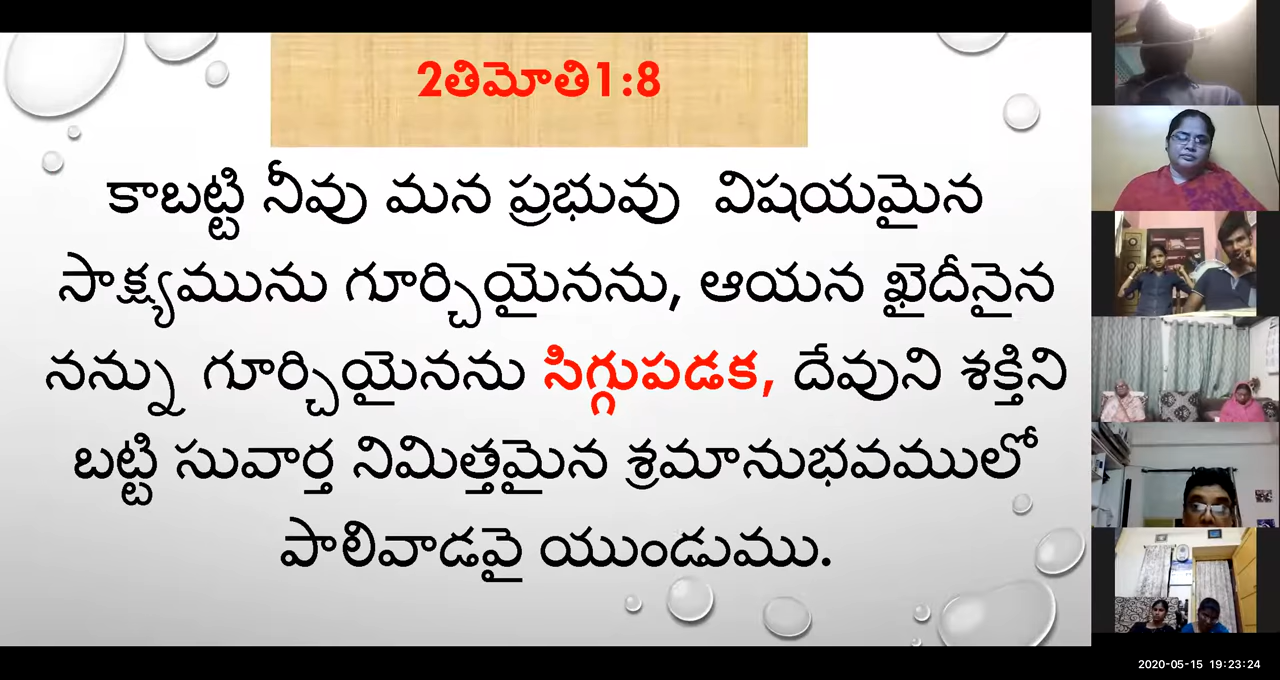 2తిమోతి1:8
కాబట్టి నీవు మన ప్రభువు విషయమైన
సాక్ష్యమును గూర్చియైనను, ఆయన ఖైదీనైన
నన్ను గూర్చియైనను సిగ్గుపడక, దేవుని శక్తిని
బట్టి సువార్త నిమిత్తమైన శ్రమానుభవములో
పాలివాడవై యుండుము.
2020-05-15 19:23:24